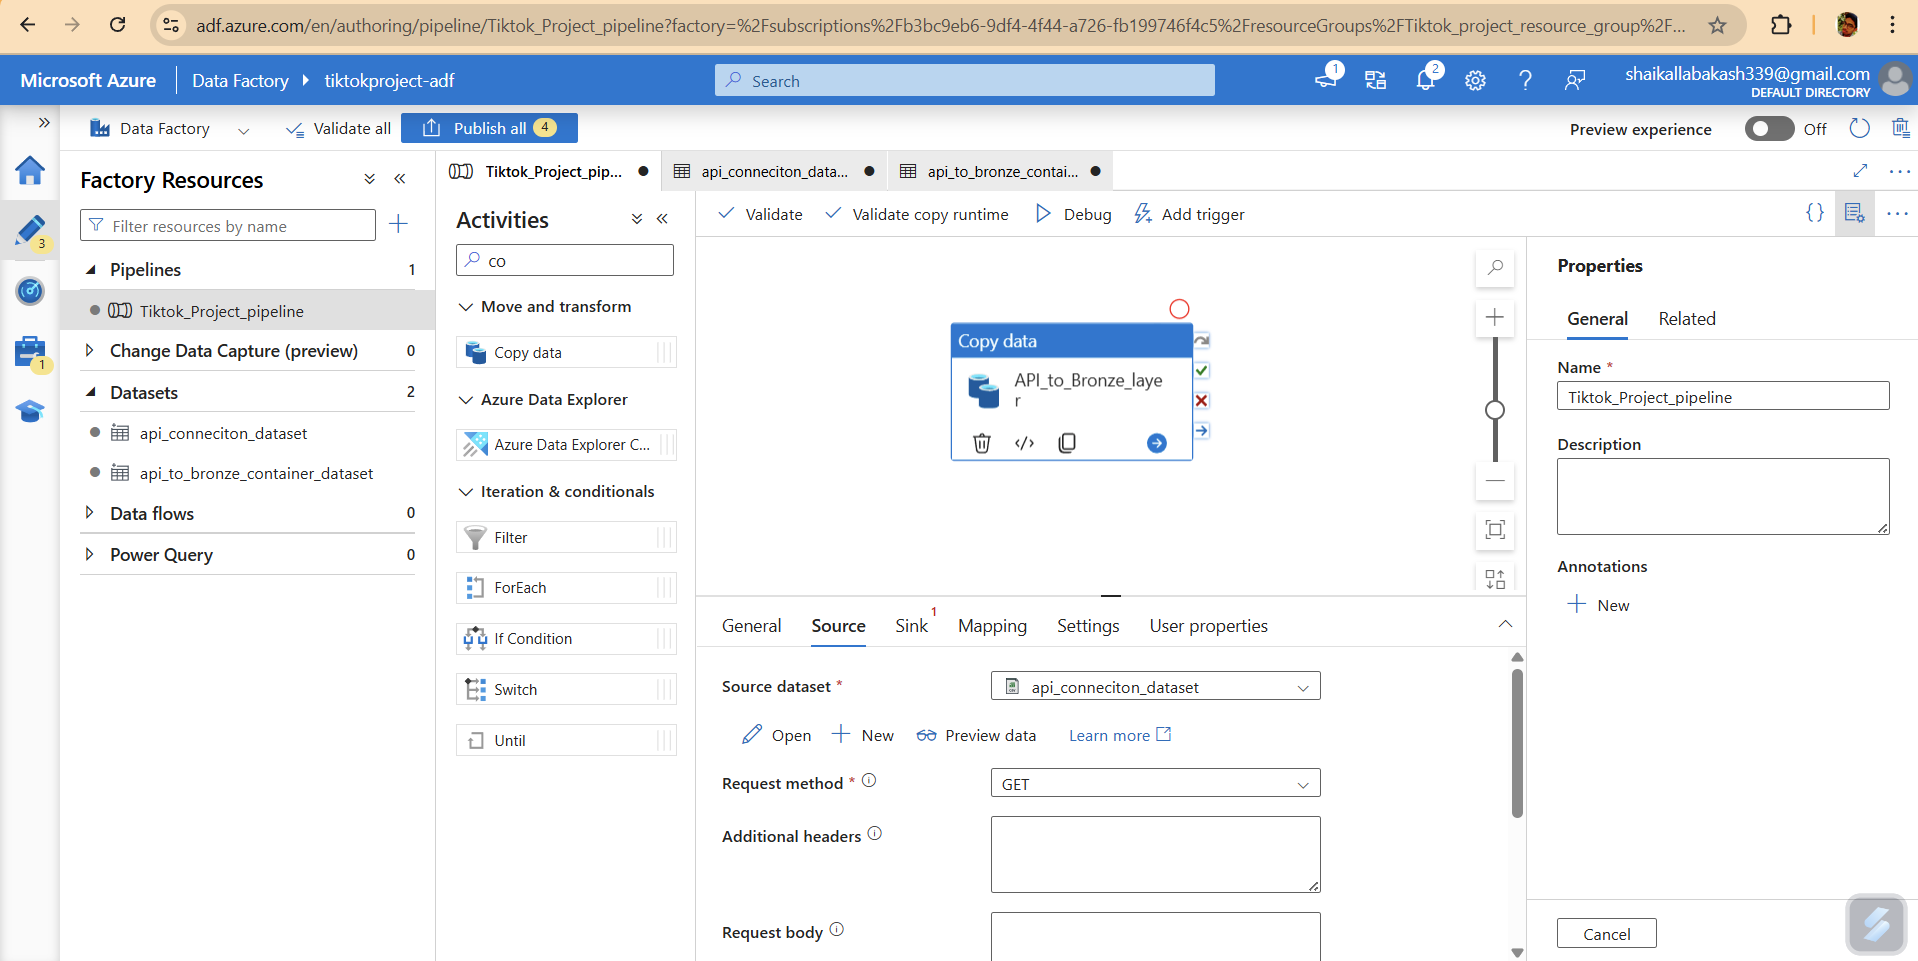 adf.azure.com/en/authoring/pipeline/Tiktok_Project_pipeline?factory=%2Fsubscriptions%2Fb3bc9eb6-9df4-4f44-a726-fb199746f4c5%2FresourceGroups%2FTiktok_project_resource_group%2F...
Microsoft Azure
Data Factory
tiktokproject-adf
Search
1
2
shaikallabakash339@gmail.com
DEFAULT DIRECTORY
Data Factory
Validate all
Publish all
4
Preview experience
Off
3
1
Factory Resources
Filter resources by name
Pipelines
1
Tiktok_Project_pipeline
Change Data Capture (preview)
0
Datasets
2
api_conneciton_dataset
api_to_bronze_container_dataset
Data flows
0
Power Query
0
Tiktok_Project_pip...
api_conneciton_data...
api_to_bronze_contai...
Activities
co
Move and transform
Copy data
Azure Data Explorer
Azure Data Explorer C...
Iteration & conditionals
Filter
ForEach
If Condition
Switch
Until
Validate
Validate copy runtime
Debug
Add trigger
Copy data
API_to_Bronze_laye
r
General
Source
Sink
1
Mapping
Settings
User properties
Source dataset *
api_conneciton_dataset
Open
New
Preview data
Learn more
Request method *
GET
Additional headers
Request body
Properties
General
Related
Name *
Tiktok_Project_pipeline
Description
Annotations
New
Cancel